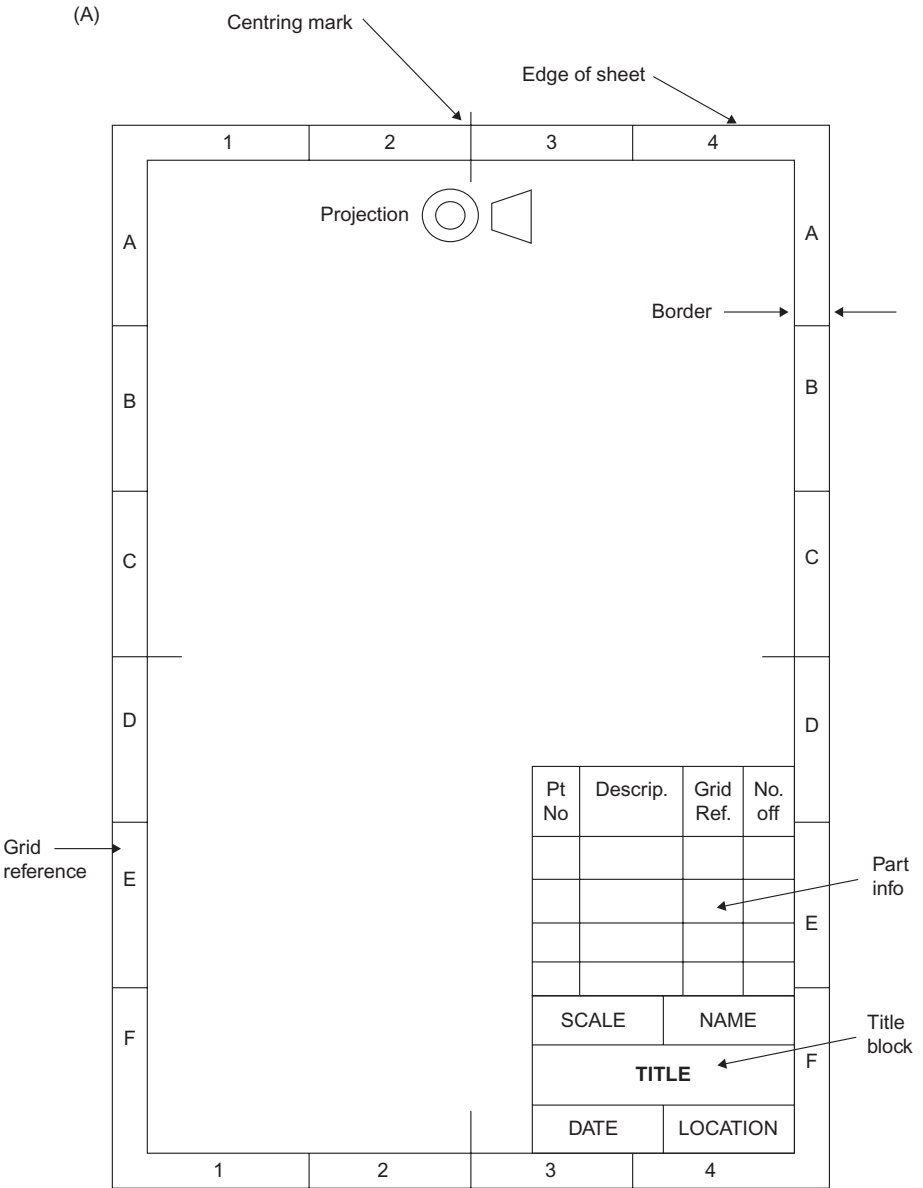 (A)
Centring mark
Edge of sheet
1 2 3 4
Projection
A A
Border
B B
C C
D D
Pt No
Descrip.
Grid Ref.
No. off
Grid
reference
E E
Part
info
SCALE NAME
F F
Title
block
TITLE
DATE LOCATION
1 2 3 4